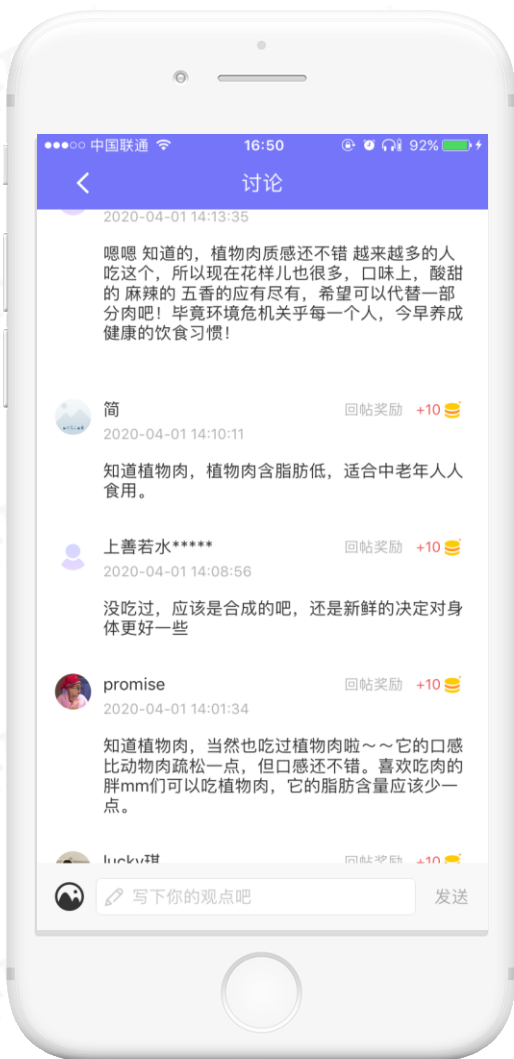 中国联通
16:50
92%
讨论
2020-04-01 14:13:35
嗯嗯 知道的，植物肉质感还不错 越来越多的人
吃这个，所以现在花样儿也很多，口味上，酸甜
的 麻辣的 五香的应有尽有，希望可以代替一部
分肉吧！毕竟环境危机关乎每一个人，今早养成
健康的饮食习惯！
简
回帖奖励 +10
2020-04-01 14:10:11
知道植物肉，植物肉含脂肪低，适合中老年人人
食用。
上善若水*****
回帖奖励 +10
2020-04-01 14:08:56
没吃过，应该是合成的吧，还是新鲜的决定对身
体更好一些
promise
回帖奖励 +10
2020-04-01 14:01:34
知道植物肉，当然也吃过植物肉啦～～它的口感
比动物肉疏松一点，但口感还不错。喜欢吃肉的
胖mm们可以吃植物肉，它的脂肪含量应该少一
点。
lucky琪
回帖奖励 +10
写下你的观点吧
发送